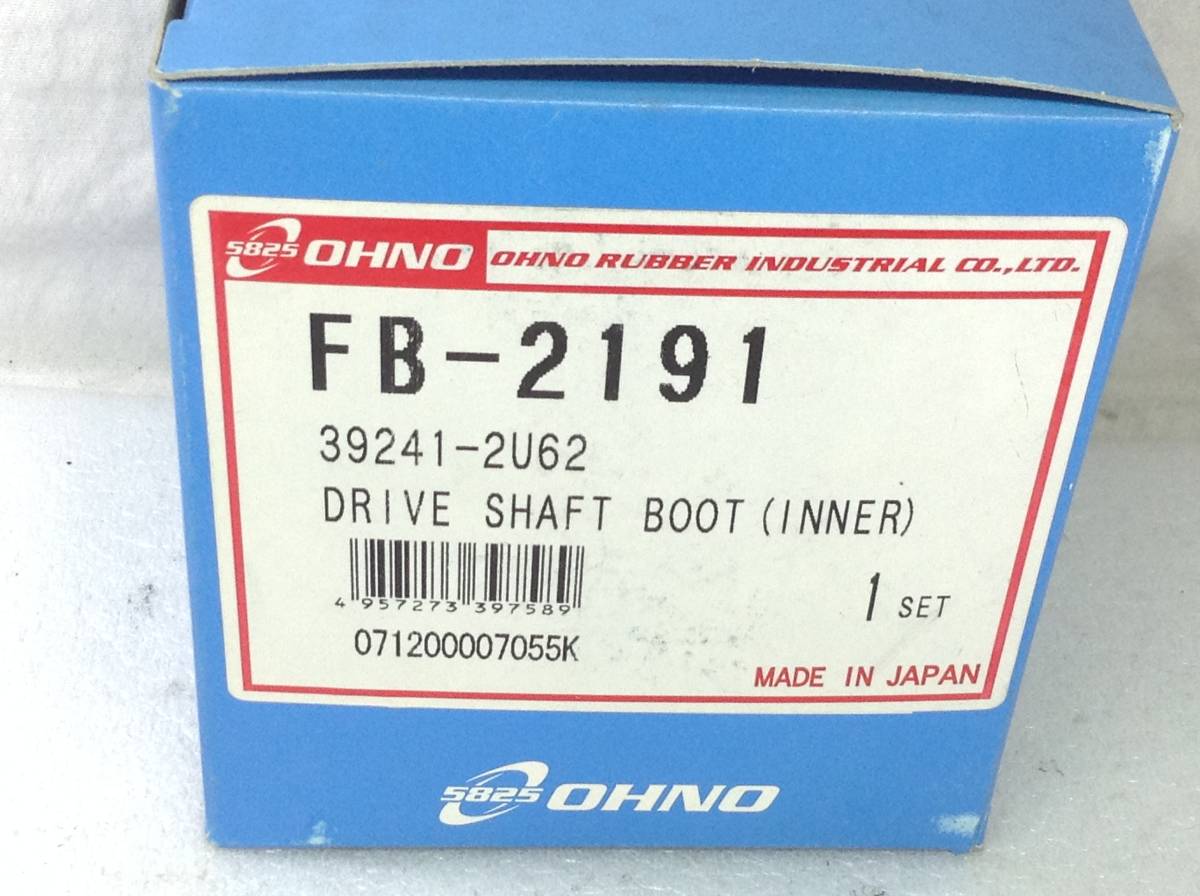 5825 OHNO OHNO RUBBER INDUSTRIAL CO.,LTD.
FB-2191
39241-2U62
DRIVE SHAFT BOOT(INNER)
4 957273 397589
1 SET
071200007055K
MADE IN JAPAN
5825 OHNO